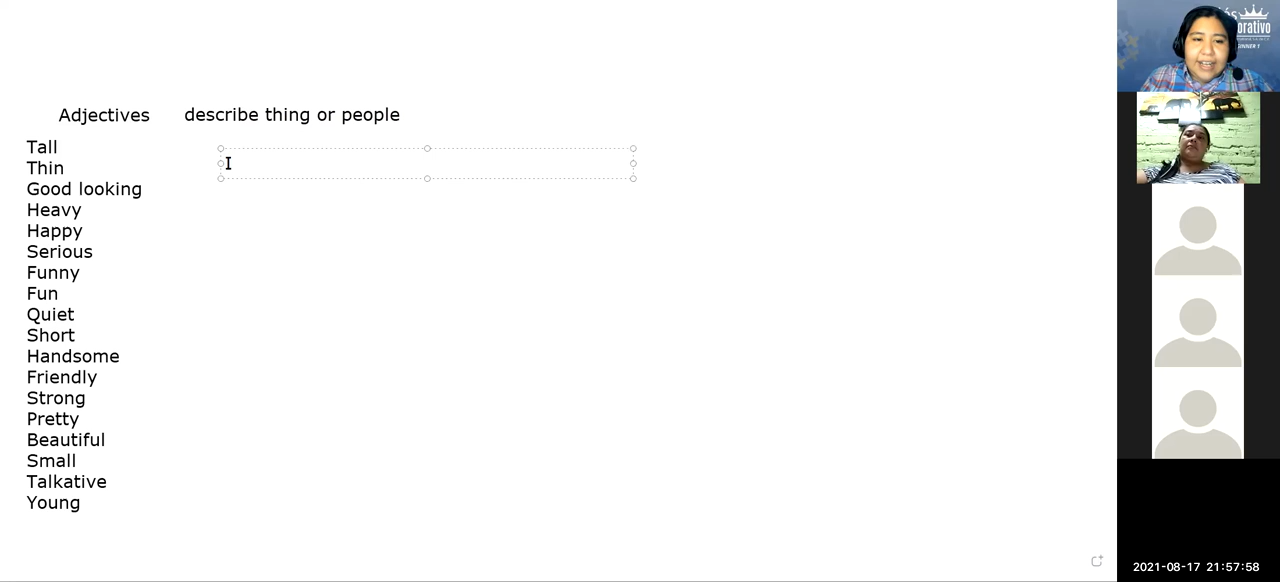 Adjectives describe thing or people
Tall
Thin
Good looking
Heavy
Happy
Serious
Funny
Fun
Quiet
Short
Handsome
Friendly
Strong
Pretty
Beautiful
Small
Talkative
Young
orativo
2021-08-17 21:57:58